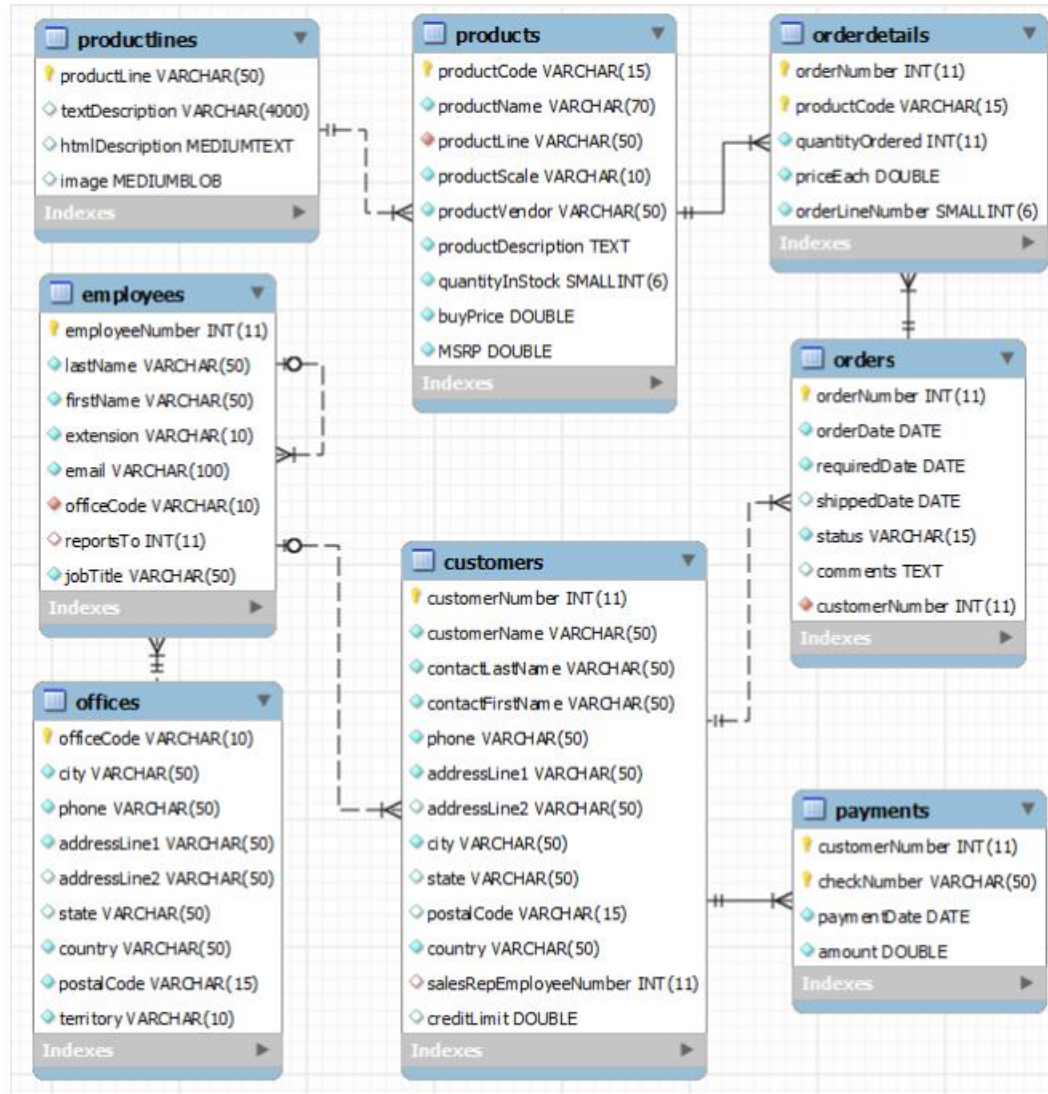 productlines
productLine VARCHAR(50)
textDescription VARCHAR(4000)
htmlDescription MEDIUMTEXT
image MEDIUMBLOB
Indexes
products
productCode VARCHAR(15)
productName VARCHAR(70)
productLine VARCHAR(50)
productScale VARCHAR(10)
productVendor VARCHAR(50)
productDescription TEXT
quantityInStock SMALLINT(6)
buyPrice DOUBLE
MSRP DOUBLE
Indexes
orderdetails
orderNumber INT(11)
productCode VARCHAR(15)
quantityOrdered INT(11)
priceEach DOUBLE
orderLineNumber SMALLINT(6)
Indexes
employees
employeeNumber INT(11)
lastName VARCHAR(50)
firstName VARCHAR(50)
extension VARCHAR(10)
email VARCHAR(100)
officeCode VARCHAR(10)
reportsTo INT(11)
jobTitle VARCHAR(50)
Indexes
orders
orderNumber INT(11)
orderDate DATE
requiredDate DATE
shippedDate DATE
status VARCHAR(15)
comments TEXT
customerNumber INT(11)
Indexes
customers
customerNumber INT(11)
customerName VARCHAR(50)
contactLastName VARCHAR(50)
contactFirstName VARCHAR(50)
phone VARCHAR(50)
addressLine1 VARCHAR(50)
addressLine2 VARCHAR(50)
city VARCHAR(50)
state VARCHAR(50)
postalCode VARCHAR(15)
country VARCHAR(50)
salesRepEmployeeNumber INT(11)
creditLimit DOUBLE
Indexes
offices
officeCode VARCHAR(10)
city VARCHAR(50)
phone VARCHAR(50)
addressLine1 VARCHAR(50)
addressLine2 VARCHAR(50)
state VARCHAR(50)
country VARCHAR(50)
postalCode VARCHAR(15)
territory VARCHAR(10)
Indexes
payments
customerNumber INT(11)
checkNumber VARCHAR(50)
paymentDate DATE
amount DOUBLE
Indexes